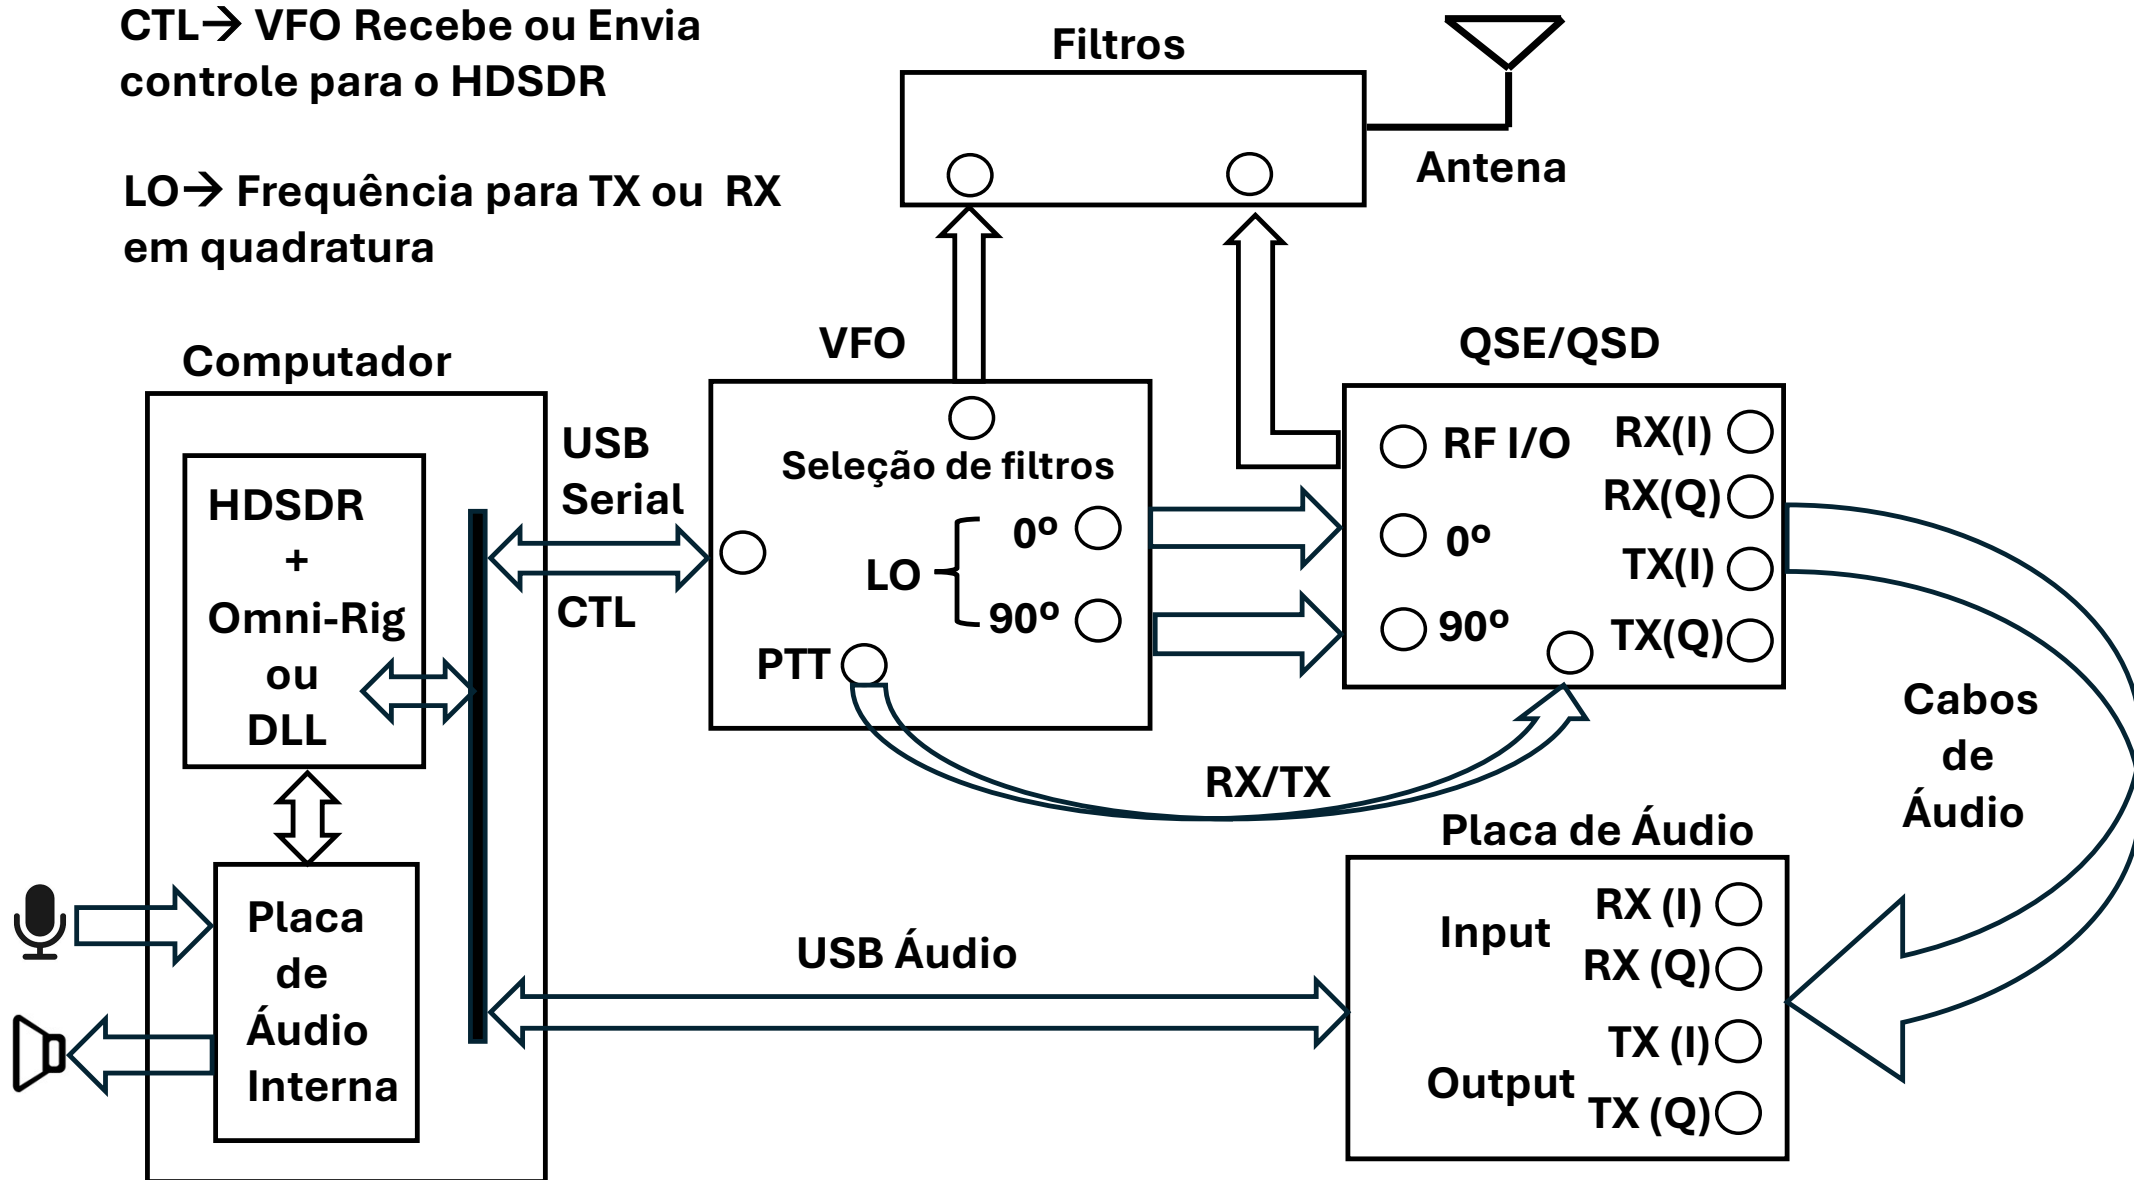 CTL→ VFO Recebe ou Envia
controle para o HDSDR
LO→ Frequência para TX ou RX
em quadratura
Filtros
Antena
Computador
HDSDR
+
Omni-Rig
ou
DLL
Placa
de
Áudio
Interna
USB
Serial
CTL
VFO
Seleção de filtros
LO
0º
90º
PTT
QSE/QSD
RF I/O
0º
90º
RX(I)
RX(Q)
TX(I)
TX(Q)
RX/TX
Cabos
de
Áudio
USB Áudio
Placa de Áudio
Input
RX (I)
RX (Q)
Output
TX (I)
TX (Q)